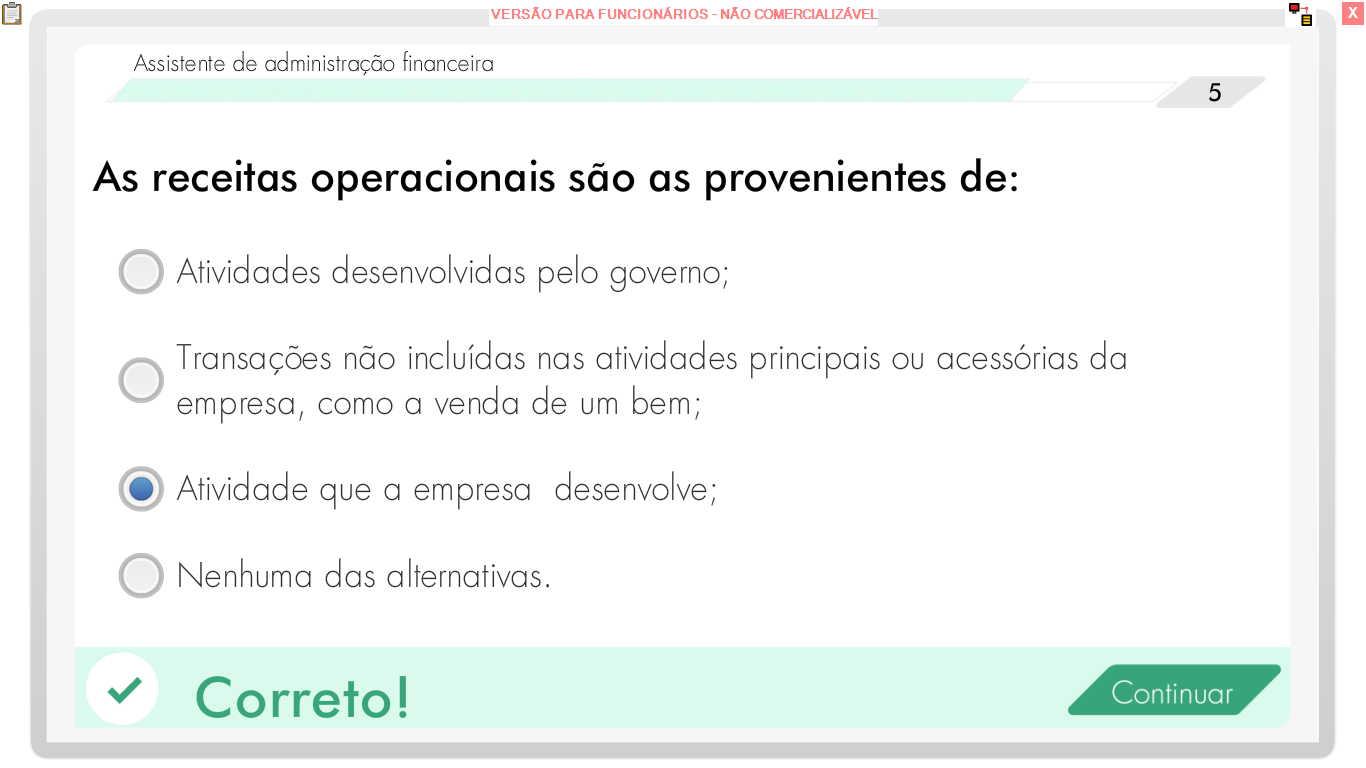 VERSÃO PARA FUNCIONÁRIOS - NÃO COMERCIALIZÁVEL
X
Assistente de administração financeira
5
As receitas operacionais são as provenientes de:
Atividades desenvolvidas pelo governo;
Transações não incluídas nas atividades principais ou acessórias da
empresa, como a venda de um bem;
Atividade que a empresa  desenvolve;
Nenhuma das alternativas.
Correto!
Continuar